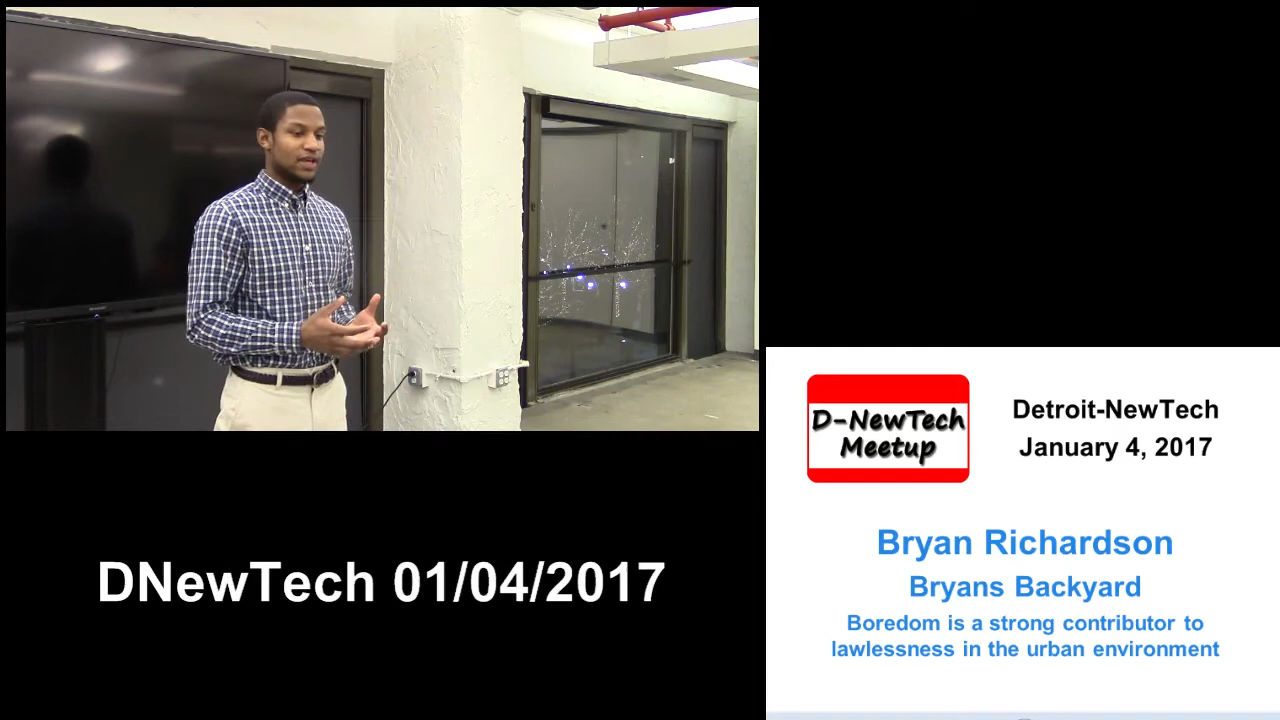 D-NewTech
Meetup
Detroit-NewTech
January 4, 2017
Bryan Richardson
Bryans Backyard
Boredom is a strong contributor to
lawlessness in the urban environment
DNewTech 01/04/2017